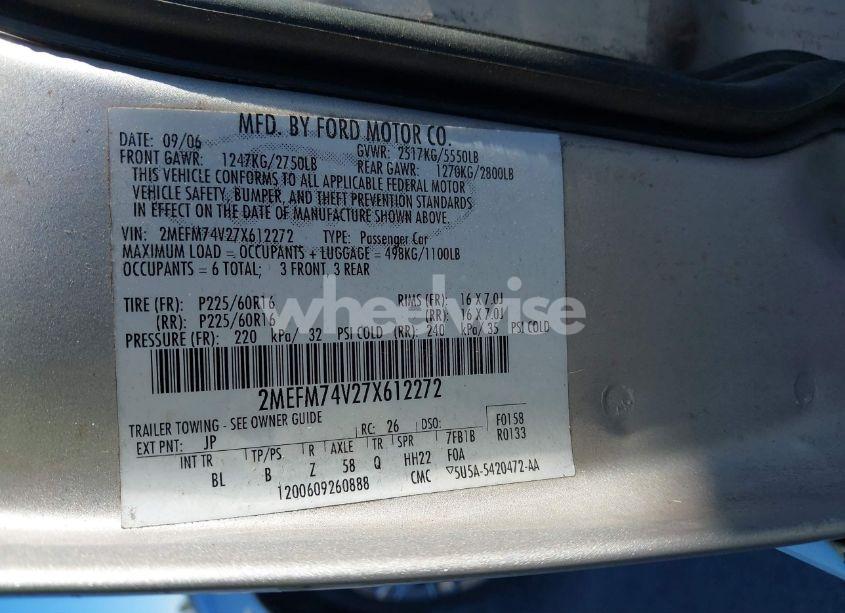 MFD. BY FORD MOTOR CO.
DATE: 09/06 GVWR: 2517KG/5550LB
FRONT GAWR: 1247KG/2750LB REAR GAWR: 1270KG/2800LB
THIS VEHICLE CONFORMS TO ALL APPLICABLE FEDERAL MOTOR
VEHICLE SAFETY, BUMPER, AND THEFT PREVENTION STANDARDS
IN EFFECT ON THE DATE OF MANUFACTURE SHOWN ABOVE.
VIN: 2MEFM74V27X612272 TYPE: Passenger Car
MAXIMUM LOAD = OCCUPANTS + LUGGAGE = 498KG/1100LB
OCCUPANTS = 6 TOTAL; 3 FRONT, 3 REAR
TIRE (FR): P225/60R16 RIMS (FR): 16 X 7.0J
(RR): P225/60R16 (RR): 16 X 7.0J
PRESSURE (FR): 220 kPa/ 32 PSI COLD (RR): 240 kPa/ 35 PSI COLD
wheelwise
2MEFM74V27X612272
TRAILER TOWING - SEE OWNER GUIDE
EXT PNT: JP RC: 26 DSO: F0158
R0133
INT TR TP/PS R AXLE TR SPR 7FB1B
BL B Z 58 Q HH22 F0A
1200609260888 CMC ▽5U5A-5420472-AA